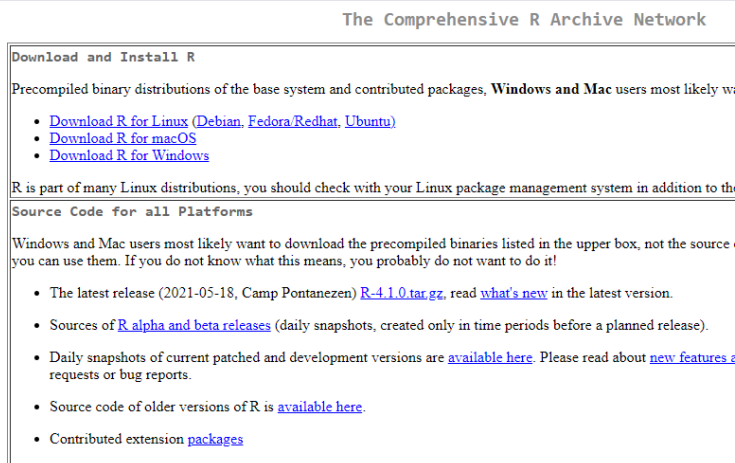 The Comprehensive R Archive Network
Download and Install R
Precompiled binary distributions of the base system and contributed packages, Windows and Mac users most likely
Download R for Linux (Debian, Fedora/Redhat, Ubuntu)
Download R for macOS
Download R for Windows
R is part of many Linux distributions, you should check with your Linux package management system in addition to
Source Code for all Platforms
Windows and Mac users most likely want to download the precompiled binaries listed in the upper box, not the source
you can use them. If you do not know what this means, you probably do not want to do it!
The latest release (2021-05-18, Camp Pontanezen) R-4.1.0.tar.gz, read what's new in the latest version.
Sources of R alpha and beta releases (daily snapshots, created only in time periods before a planned release).
Daily snapshots of current patched and development versions are available here. Please read about new features
requests or bug reports.
Source code of older versions of R is available here.
Contributed extension packages